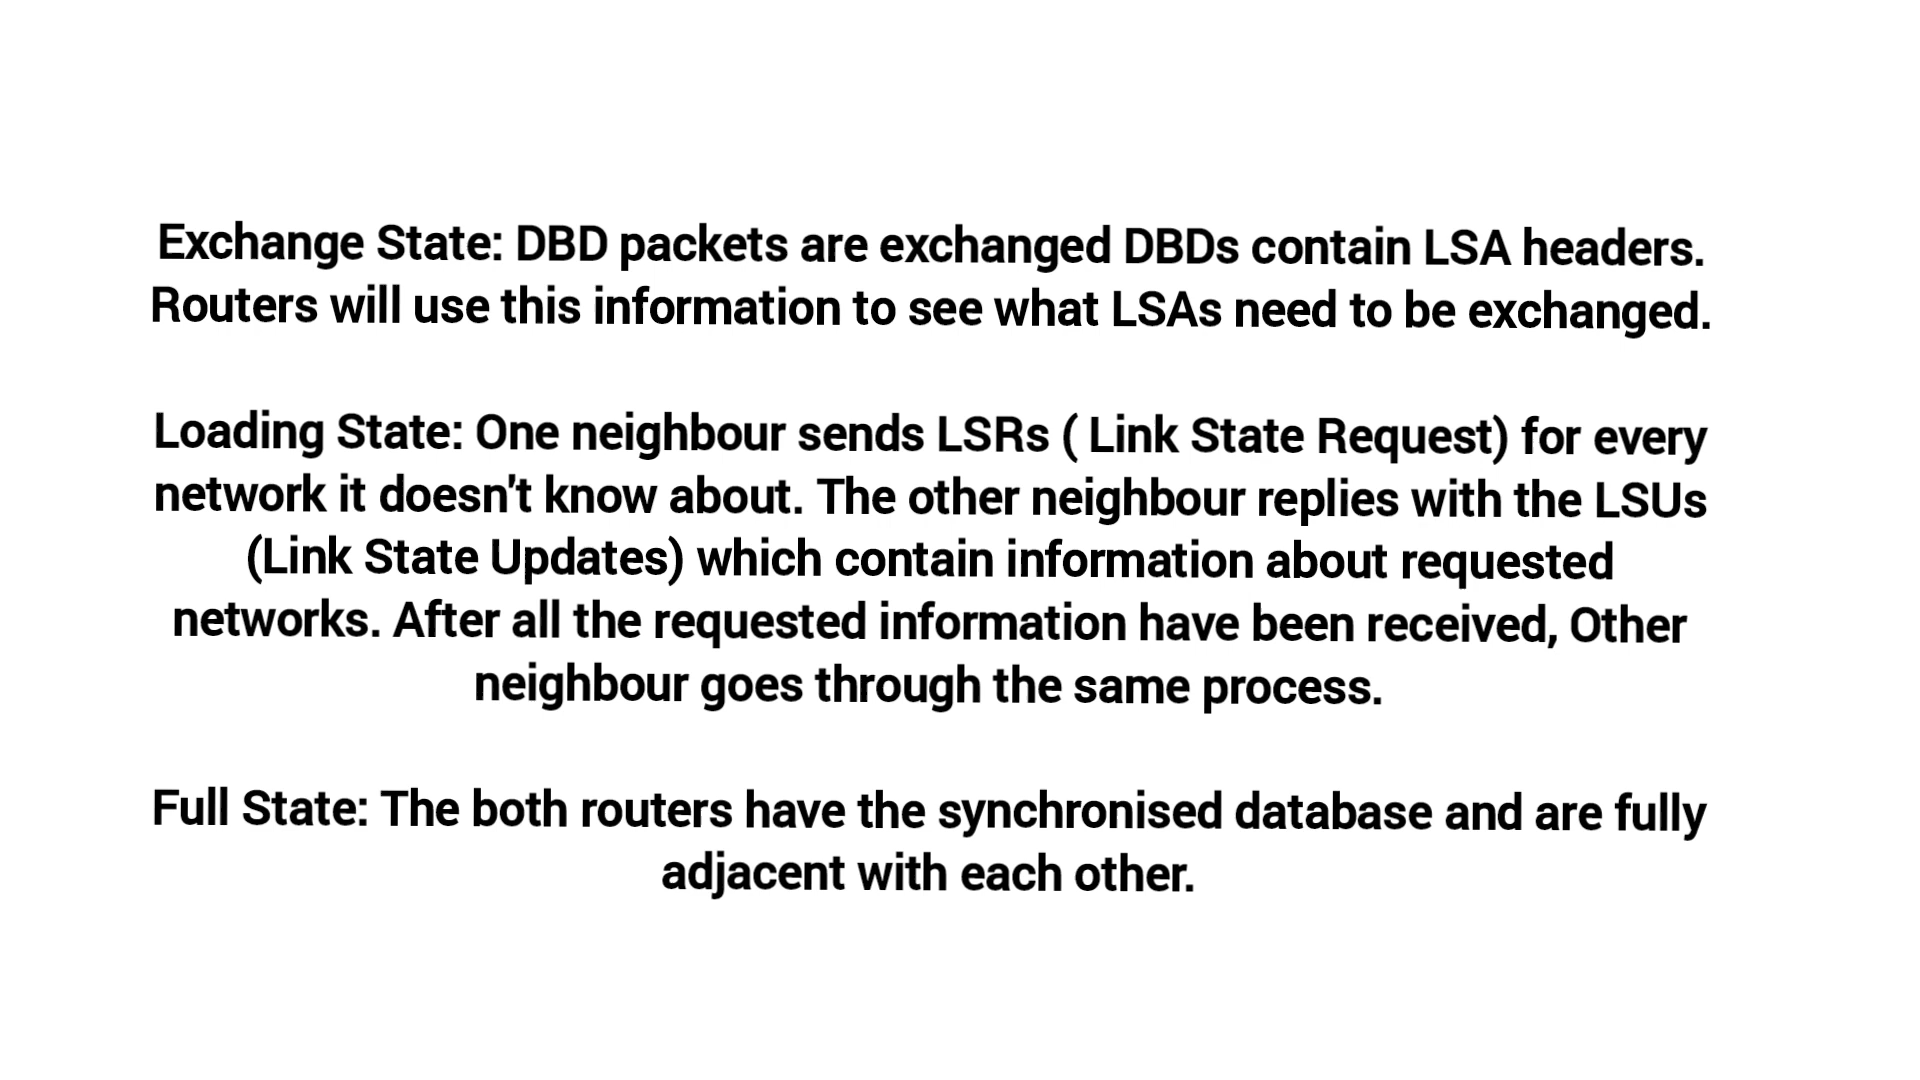 Exchange State: DBD packets are exchanged DBDs contain LSA headers.
Routers will use this information to see what LSAs need to be exchanged.
Loading State: One neighbour sends LSRs ( Link State Request) for every
network it doesn't know about. The other neighbour replies with the LSUs
(Link State Updates) which contain information about requested
networks. After all the requested information have been received, Other
neighbour goes through the same process.
Full State: The both routers have the synchronised database and are fully
adjacent with each other.